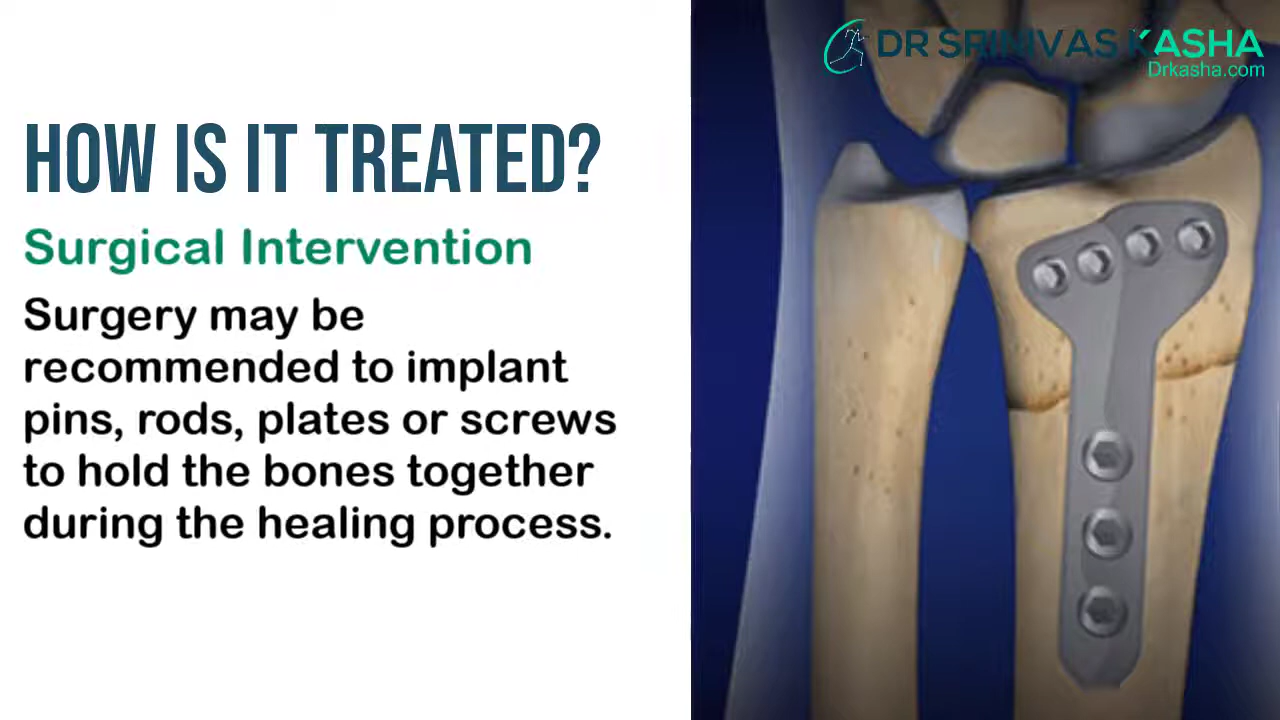 DR SRINIVAS KASHA
Drkasha.com
HOW IS IT TREATED?
Surgical Intervention
Surgery may be
recommended to implant
pins, rods, plates or screws
to hold the bones together
during the healing process.